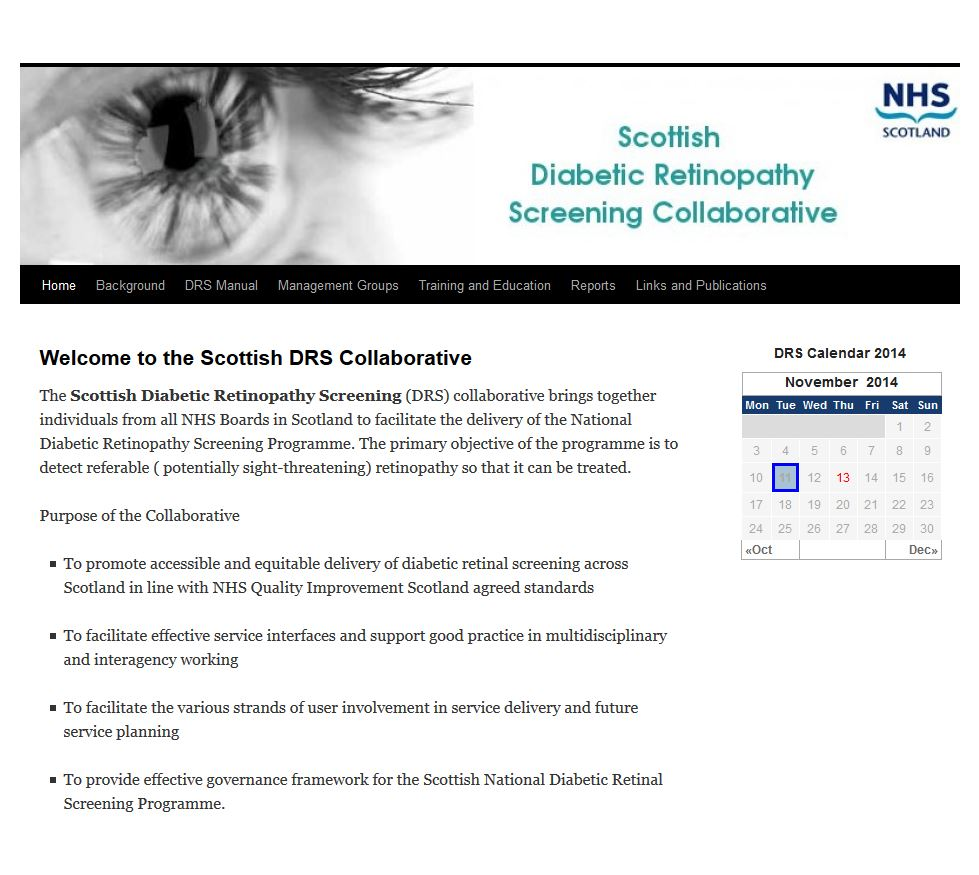 NHS
SCOTLAND
Scottish
Diabetic Retinopathy
Screening Collaborative
Home Background DRS Manual Management Groups Training and Education Reports Links and Publications
Welcome to the Scottish DRS Collaborative
The Scottish Diabetic Retinopathy Screening (DRS) collaborative brings together
individuals from all NHS Boards in Scotland to facilitate the delivery of the National
Diabetic Retinopathy Screening Programme. The primary objective of the programme is to
detect referable ( potentially sight-threatening) retinopathy so that it can be treated.
Purpose of the Collaborative
To promote accessible and equitable delivery of diabetic retinal screening across
Scotland in line with NHS Quality Improvement Scotland agreed standards
To facilitate effective service interfaces and support good practice in multidisciplinary
and interagency working
To facilitate the various strands of user involvement in service delivery and future
service planning
To provide effective governance framework for the Scottish National Diabetic Retinal
Screening Programme.
DRS Calendar 2014
November 2014
Mon Tue Wed Thu Fri Sat Sun
1 2
3 4 5 6 7 8 9
10 11 12 13 14 15 16
17 18 19 20 21 22 23
24 25 26 27 28 29 30
«Oct Dec»